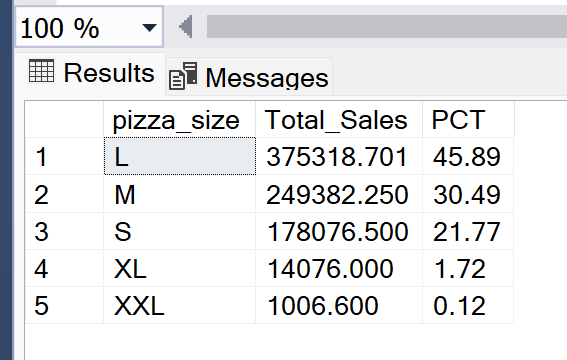 100 %
Results Messages
pizza_size Total_Sales PCT
1 L 375318.701 45.89
2 M 249382.250 30.49
3 S 178076.500 21.77
4 XL 14076.000 1.72
5 XXL 1006.600 0.12